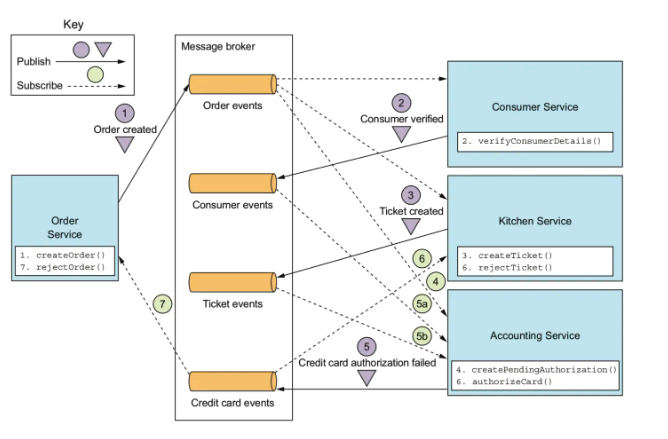 Key
Publish
Subscribe
Message broker
Order events
Consumer events
Ticket events
Credit card events
1
Order created
Order
Service
1. createOrder()
7. rejectOrder()
7
2
Consumer verified
3
Ticket created
6
4
5a
5b
5
Credit card authorization failed
Consumer Service
2. verifyConsumerDetails()
Kitchen Service
3. createTicket()
6. rejectTicket()
Accounting Service
4. createPendingAuthorization()
6. authorizeCard()